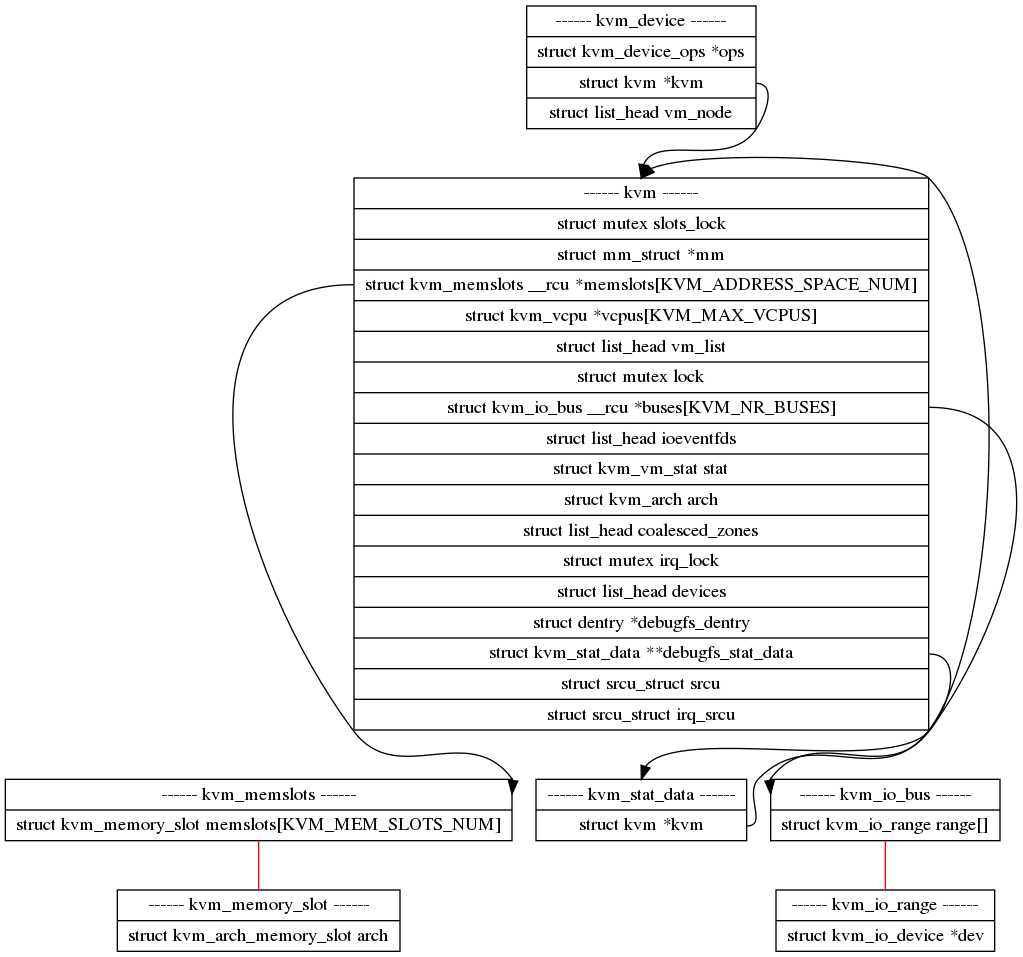 ------ kvm_device ------
struct kvm_device_ops *ops
struct kvm *kvm
struct list_head vm_node
------ kvm ------
struct mutex slots_lock
struct mm_struct *mm
struct kvm_memslots __rcu *memslots[KVM_ADDRESS_SPACE_NUM]
struct kvm_vcpu *vcpus[KVM_MAX_VCPUS]
struct list_head vm_list
struct mutex lock
struct kvm_io_bus __rcu *buses[KVM_NR_BUSES]
struct list_head ioeventfds
struct kvm_vm_stat stat
struct kvm_arch arch
struct list_head coalesced_zones
struct mutex irq_lock
struct list_head devices
struct dentry *debugfs_dentry
struct kvm_stat_data **debugfs_stat_data
struct srcu_struct srcu
struct srcu_struct irq_srcu
------ kvm_memslots ------
struct kvm_memory_slot memslots[KVM_MEM_SLOTS_NUM]
------ kvm_stat_data ------
struct kvm *kvm
------ kvm_io_bus ------
struct kvm_io_range range[]
------ kvm_memory_slot ------
struct kvm_arch_memory_slot arch
------ kvm_io_range ------
struct kvm_io_device *dev